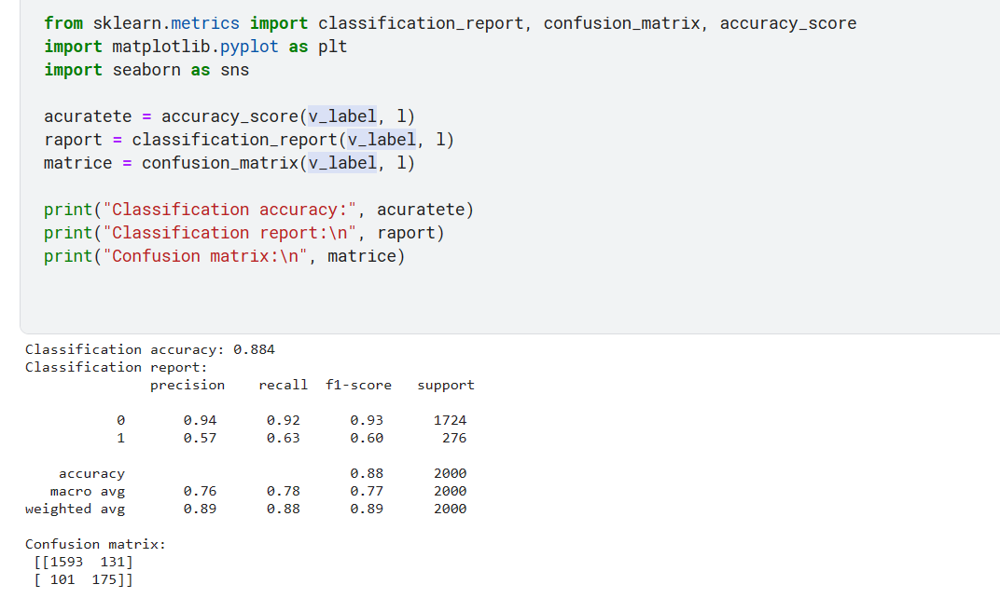 from sklearn.metrics import classification_report, confusion_matrix, accuracy_score
import matplotlib.pyplot as plt
import seaborn as sns
acuratete = accuracy_score(v_label, l)
raport = classification_report(v_label, l)
matrice = confusion_matrix(v_label, l)
print("Classification accuracy:", acuratete)
print("Classification report:\n", raport)
print("Confusion matrix:\n", matrice)
Classification accuracy: 0.884
Classification report:
precision recall f1-score support
0 0.94 0.92 0.93 1724
1 0.57 0.63 0.60 276
accuracy 0.88 2000
macro avg 0.76 0.78 0.77 2000
weighted avg 0.89 0.88 0.89 2000
Confusion matrix:
[[1593 131]
[ 101 175]]